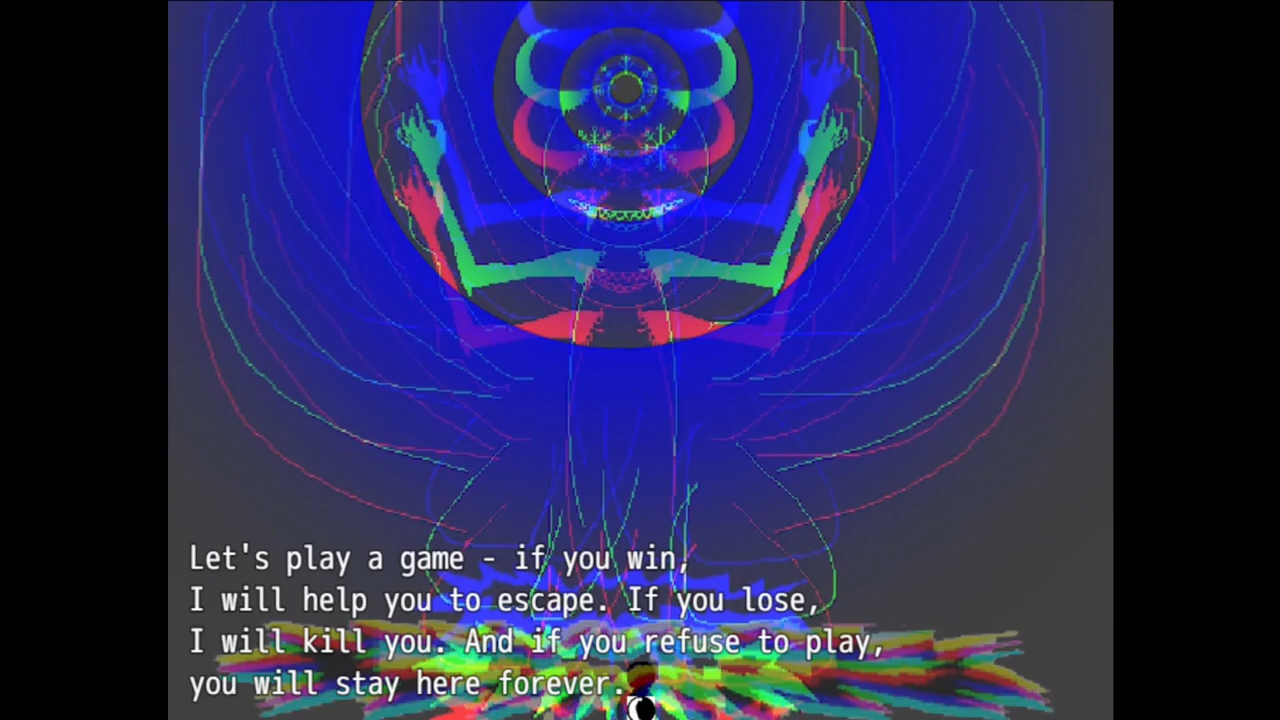 Let's play a game - if you win,
I will help you to escape. If you lose,
I will kill you. And if you refuse to play,
you will stay here forever.